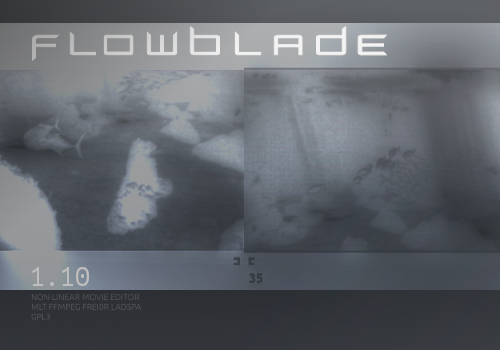 FLOWBLADE
35
1.10
NON-LINEAR MOVIE EDITOR
MLT FFMPEG FREI0R LADSPA
GPL3